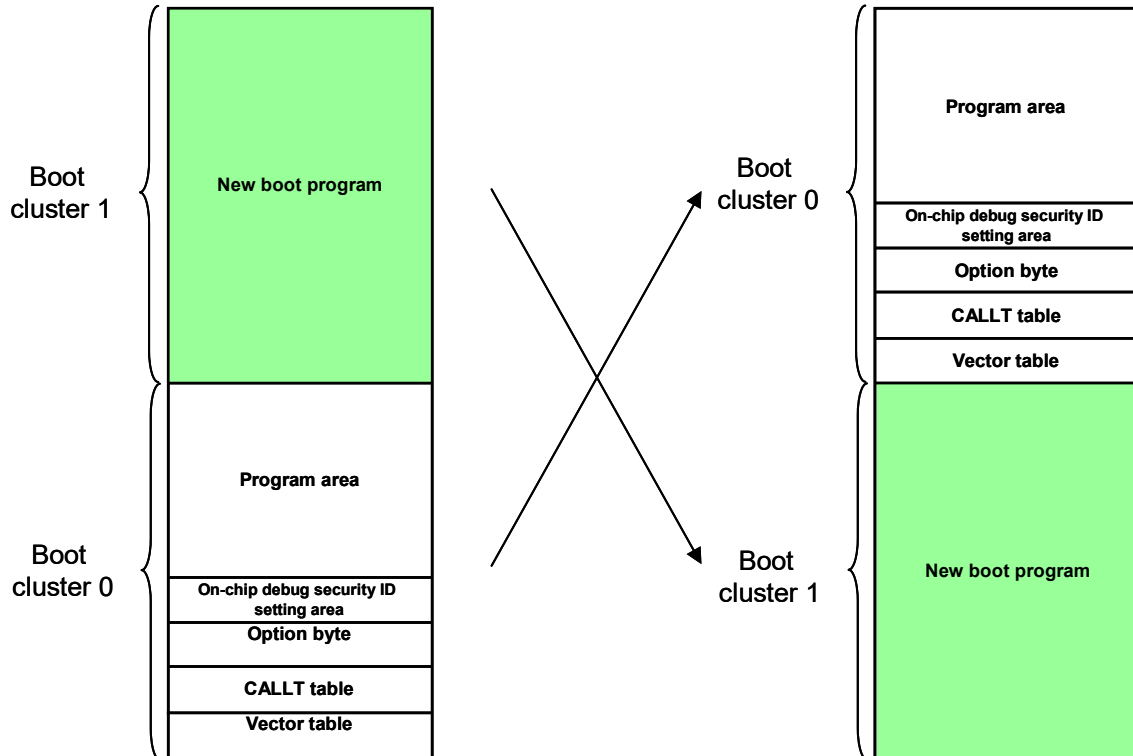 Boot
cluster 1
New boot program
Boot
cluster 0
Program area
On-chip debug security ID
setting area
Option byte
CALLT table
Vector table
Boot
cluster 0
Program area
On-chip debug security ID
setting area
Option byte
CALLT table
Vector table
Boot
cluster 1
New boot program